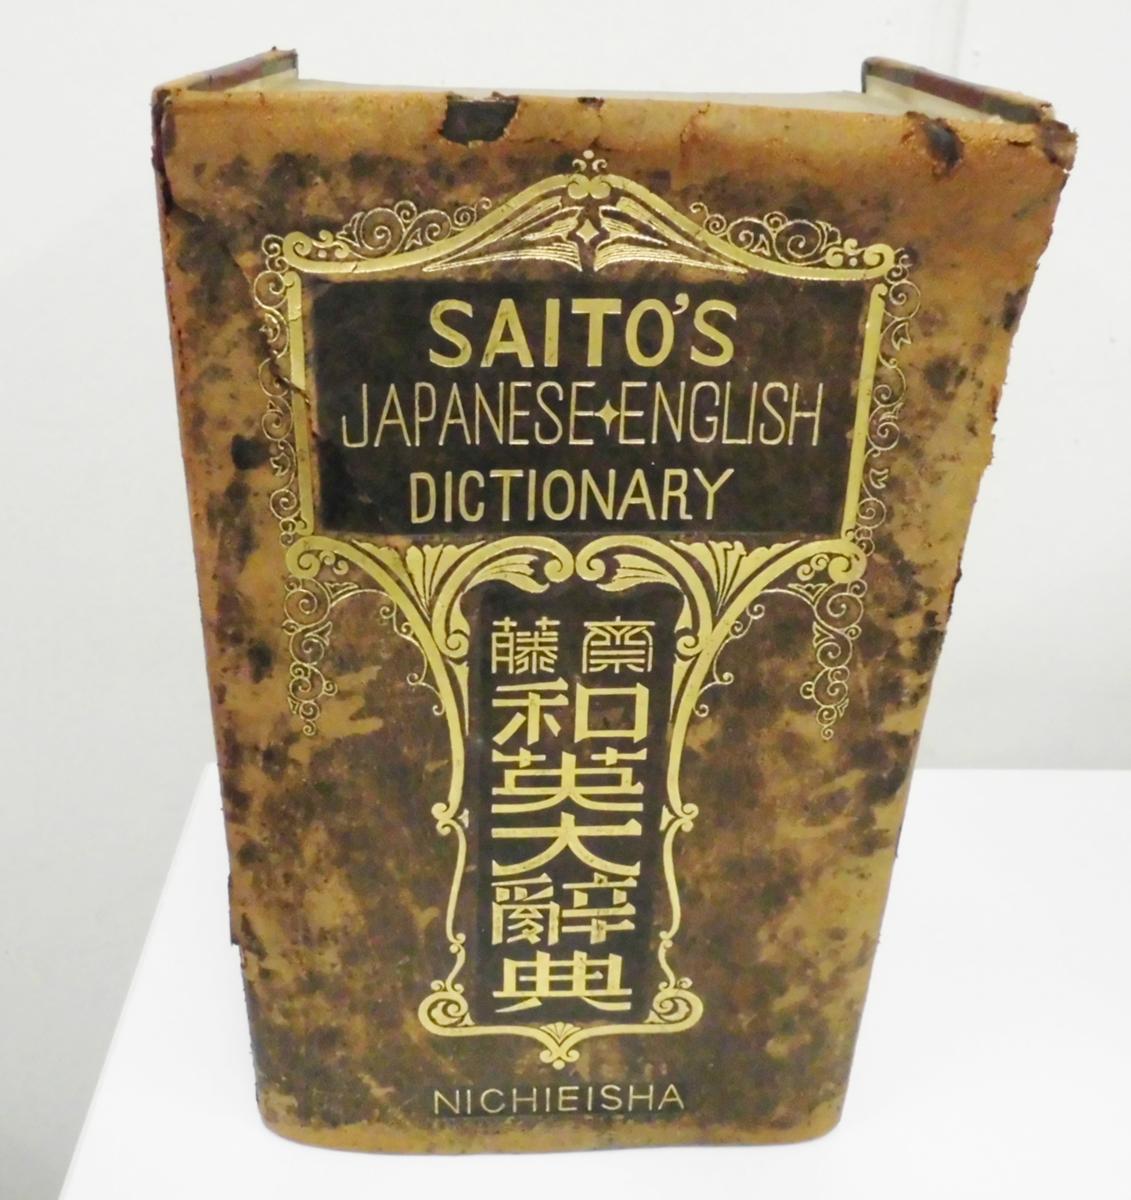 SAITO'S
JAPANESE✦ENGLISH
DICTIONARY
齋藤
和英大辭典
NICHIEISHA